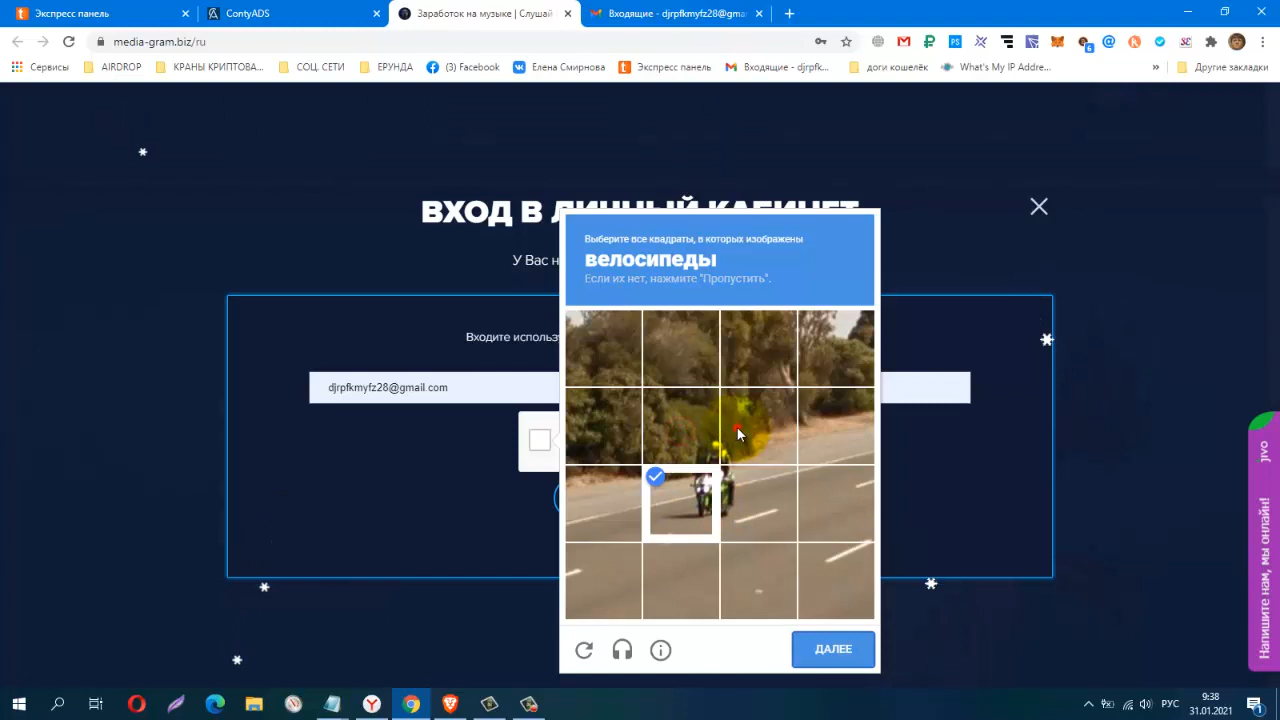 Экспресс панель
ContyADS
Заработок на музыке | Слушай
Входящие - djrpfkmyfz28@gmai
media-gram.biz/ru
Сервисы
AIRDROP
КРАНЫ КРИПТОВА...
СОЦ. СЕТИ
ЕРУНДА
(3) Facebook
Елена Смирнова
Экспресс панель
Входящие - djrpfk...
доги кошелёк
What's My IP Addre...
»
Другие закладки
ВХОД В ЛИЧНЫЙ КАБИНЕТ
У Вас н
Входите использ
djrpfkmyfz28@gmail.com
Выберите все квадраты, в которых изображены
велосипеды
Если их нет, нажмите "Пропустить".
ДАЛЕЕ
Напишите нам, мы онлайн!
jivo
РУС
9:38
31.01.2021